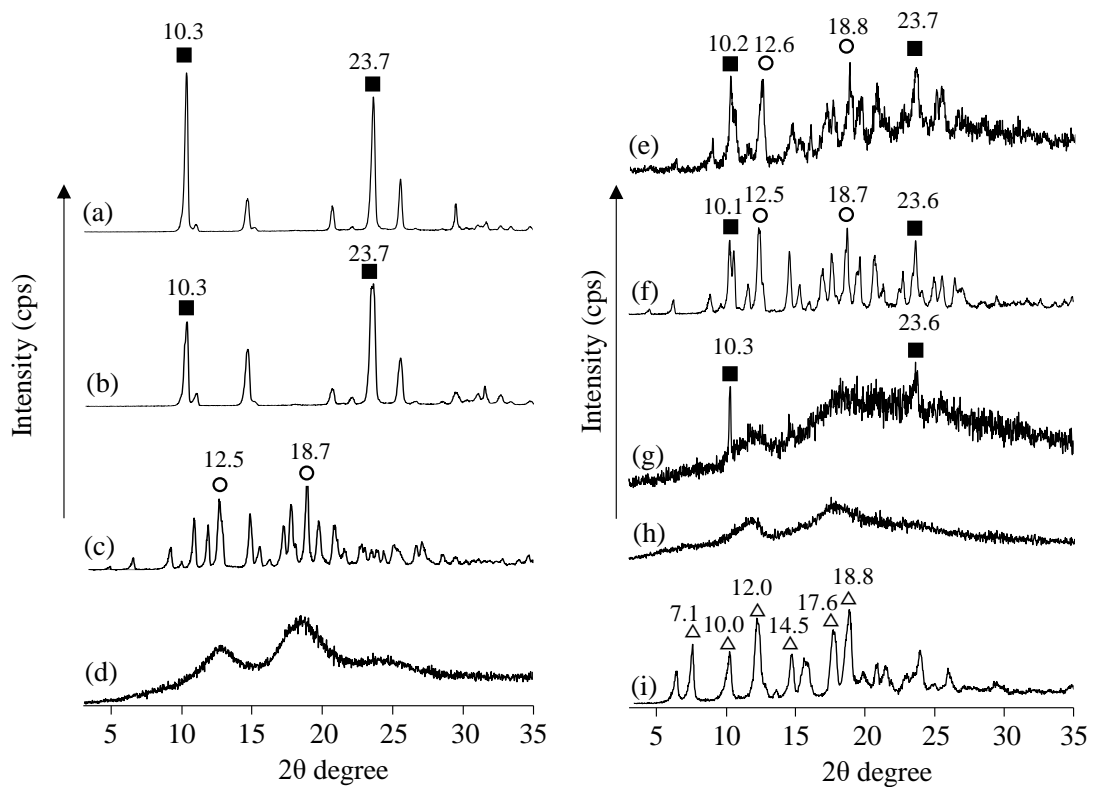 10.3
23.7
(a)
23.7
10.3
(b)
12.5
18.7
(c)
(d)
Intensity (cps)
5 10 15 20 25 30 35
2θ degree
10.2 12.6 18.8 23.7
(e)
10.1 12.5 18.7 23.6
(f)
23.6
10.3
(g)
(h)
7.1 10.0 12.0 14.5 17.6 18.8
(i)
Intensity (cps)
5 10 15 20 25 30 35
2θ degree